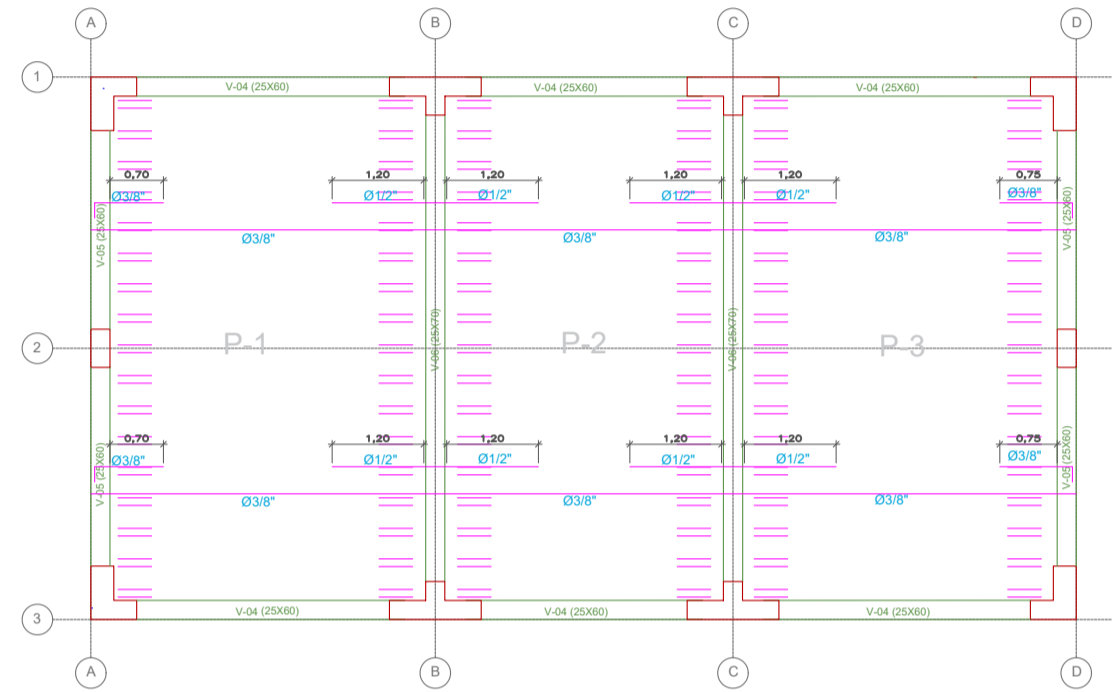 A B C D
1
V-04 (25X60) V-04 (25X60) V-04 (25X60)
0,70 1,20 1,20 1,20 1,20 0,75
Ø3/8" Ø1/2" Ø1/2" Ø1/2" Ø1/2" Ø3/8"
V-05 (25X60) V-05 (25X60)
Ø3/8" Ø3/8" Ø3/8"
2
P-1 P-2 P-3
V-06 (25X70) V-06 (25X70)
0,70 1,20 1,20 1,20 1,20 0,75
Ø3/8" Ø1/2" Ø1/2" Ø1/2" Ø1/2" Ø3/8"
V-05 (25X60) V-05 (25X60)
Ø3/8" Ø3/8" Ø3/8"
V-04 (25X60) V-04 (25X60) V-04 (25X60)
3
A B C D